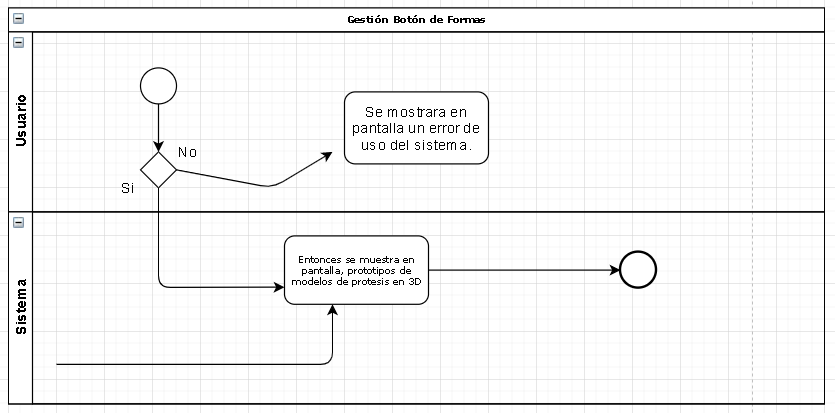 Gestión Botón de Formas
Usuario
Se mostrara en
pantalla un error de
uso del sistema.
No
Si
Sistema
Entonces se muestra en
pantalla, prototipos de
modelos de protesis en 3D